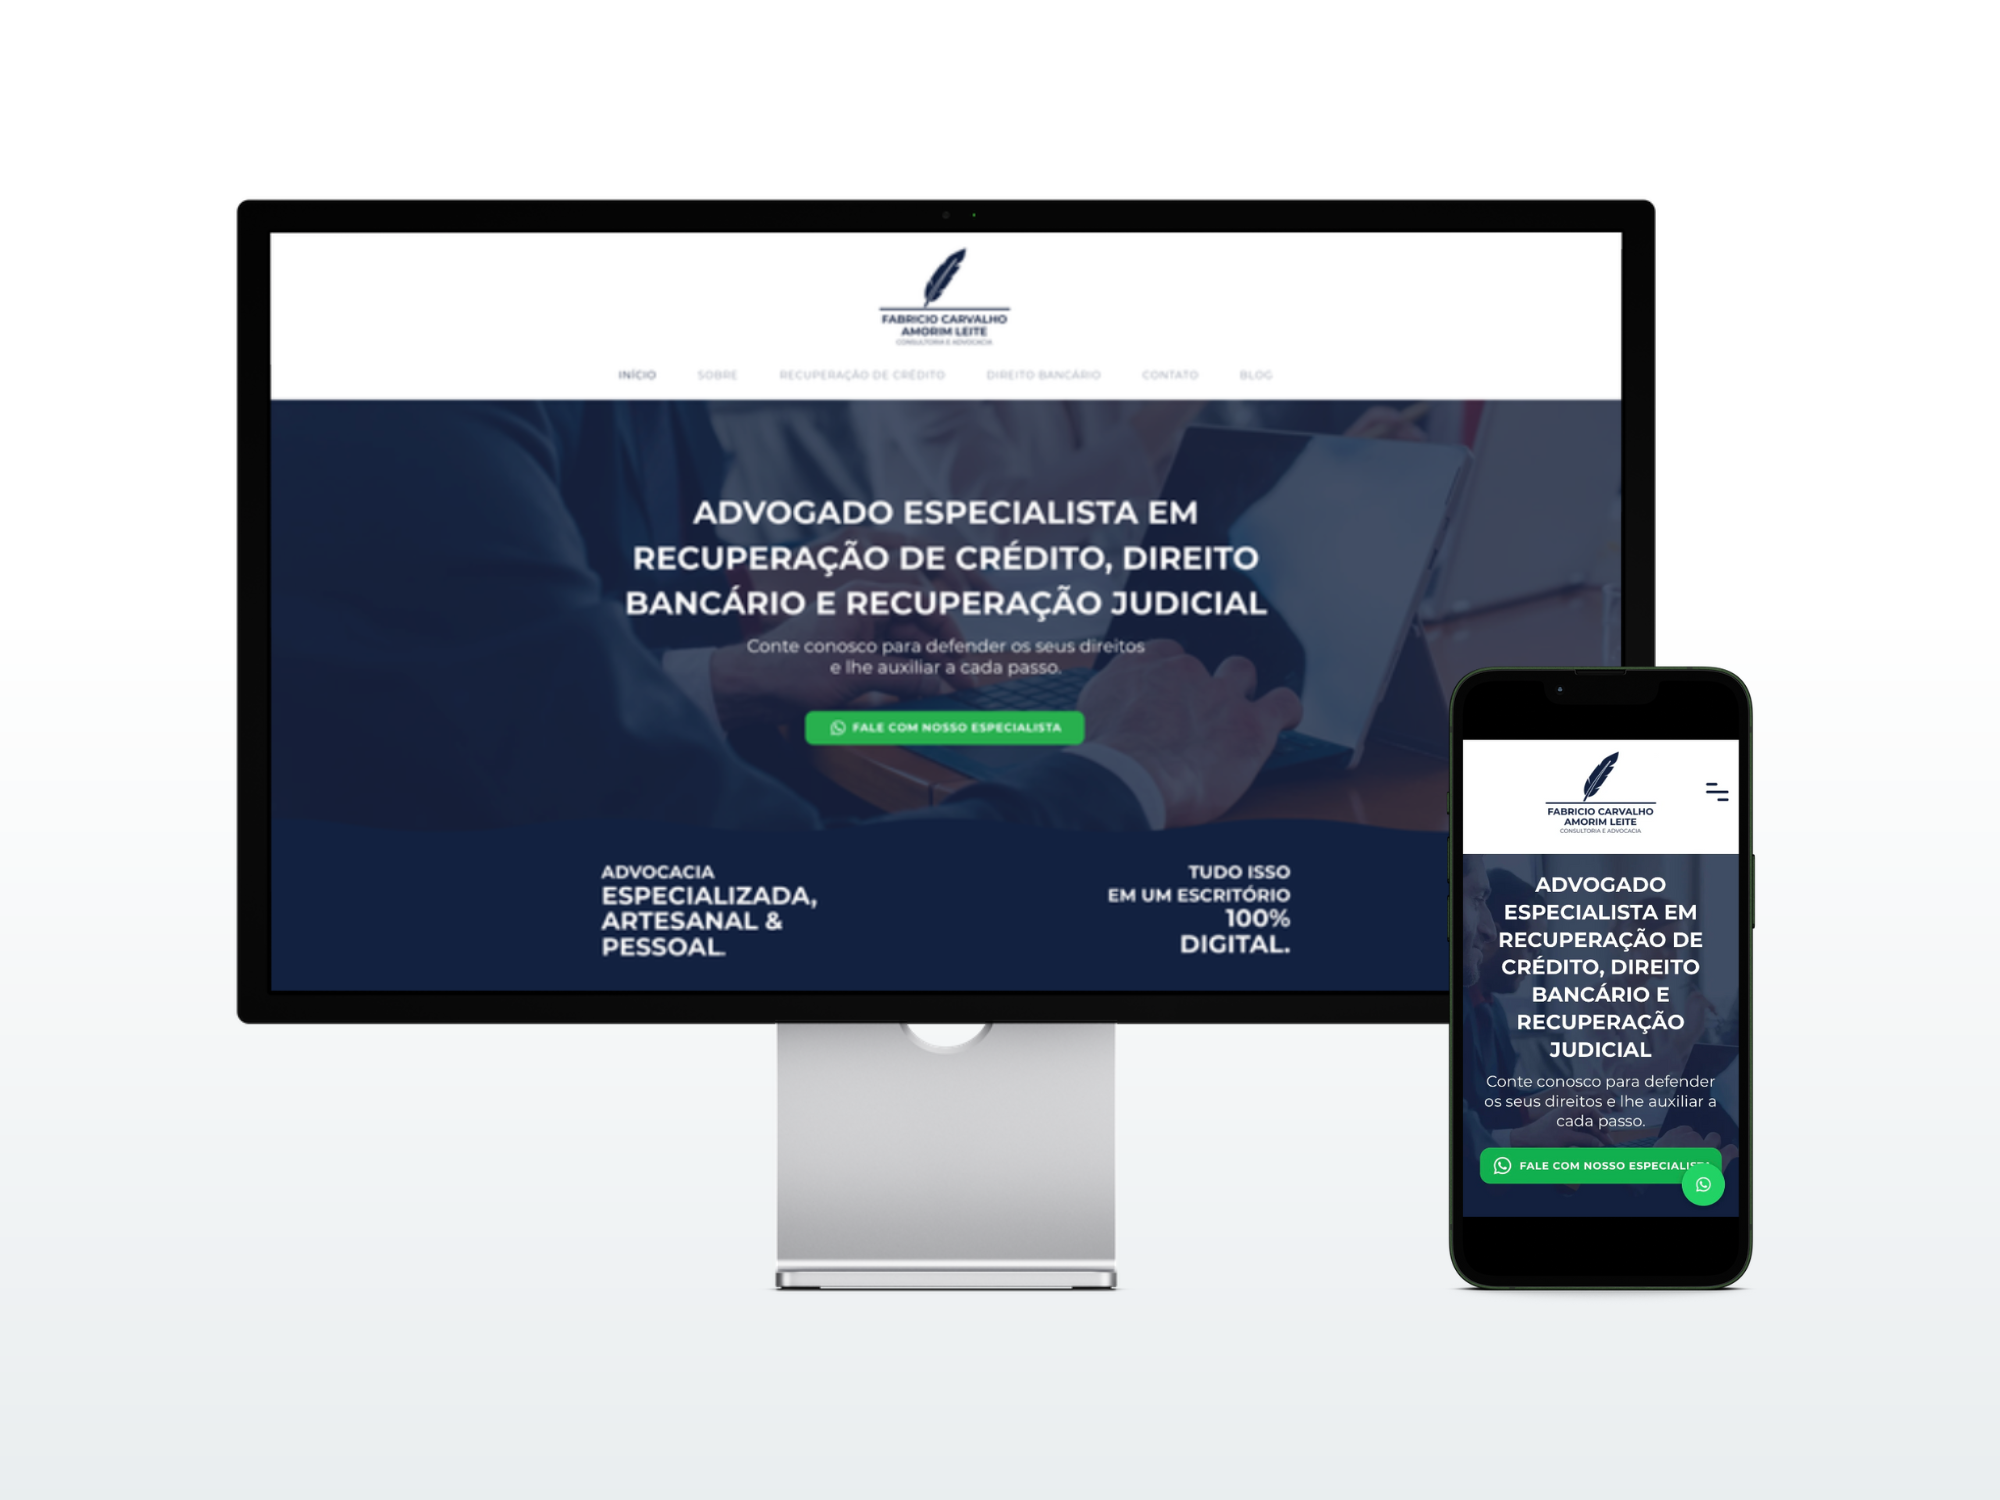 FABRICIO CARVALHO
AMORIM LEITE
CONSULTORIA E ADVOCACIA
INÍCIO SOBRE RECUPERAÇÃO DE CRÉDITO DIREITO BANCÁRIO CONTATO BLOG
ADVOGADO ESPECIALISTA EM
RECUPERAÇÃO DE CRÉDITO, DIREITO
BANCÁRIO E RECUPERAÇÃO JUDICIAL
Conte conosco para defender os seus direitos
e lhe auxiliar a cada passo.
FALE COM NOSSO ESPECIALISTA
ADVOCACIA
ESPECIALIZADA,
ARTESANAL &
PESSOAL.
TUDO ISSO
EM UM ESCRITÓRIO
100%
DIGITAL.
FABRICIO CARVALHO
AMORIM LEITE
CONSULTORIA E ADVOCACIA
ADVOGADO
ESPECIALISTA EM
RECUPERAÇÃO DE
CRÉDITO, DIREITO
BANCÁRIO E
RECUPERAÇÃO
JUDICIAL
Conte conosco para defender
os seus direitos e lhe auxiliar a
cada passo.
FALE COM NOSSO ESPECIALISTA